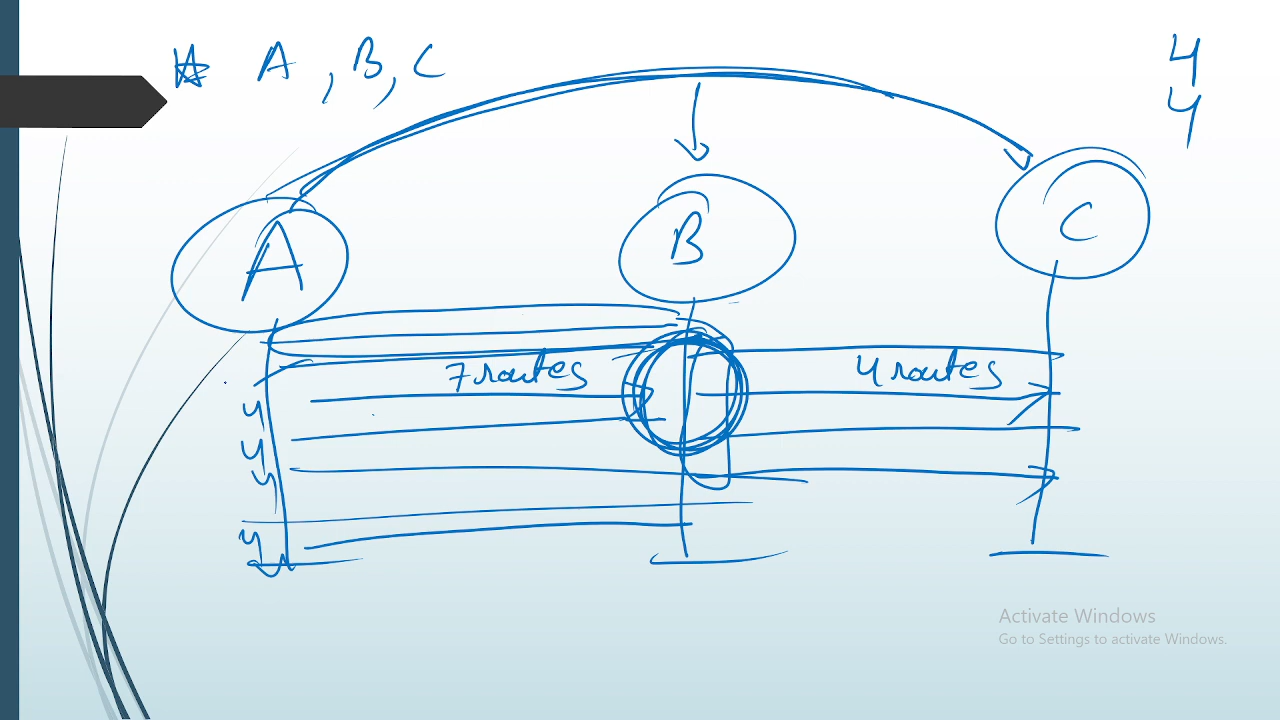 A, B, C
4
4
A
B
C
7 routes
4 routes
4
4
4
4
Activate Windows
Go to Settings to activate Windows.